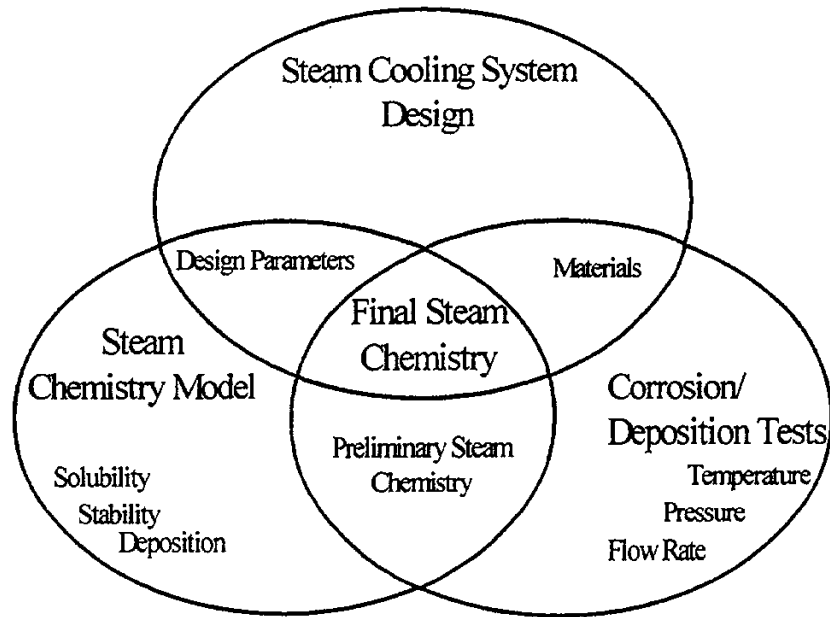 Steam Cooling System
Design
Design Parameters
Materials
Final Steam
Chemistry
Steam
Chemistry Model
Corrosion/
Deposition Tests
Preliminary Steam
Chemistry
Solubility
Stability
Deposition
Temperature
Pressure
Flow Rate